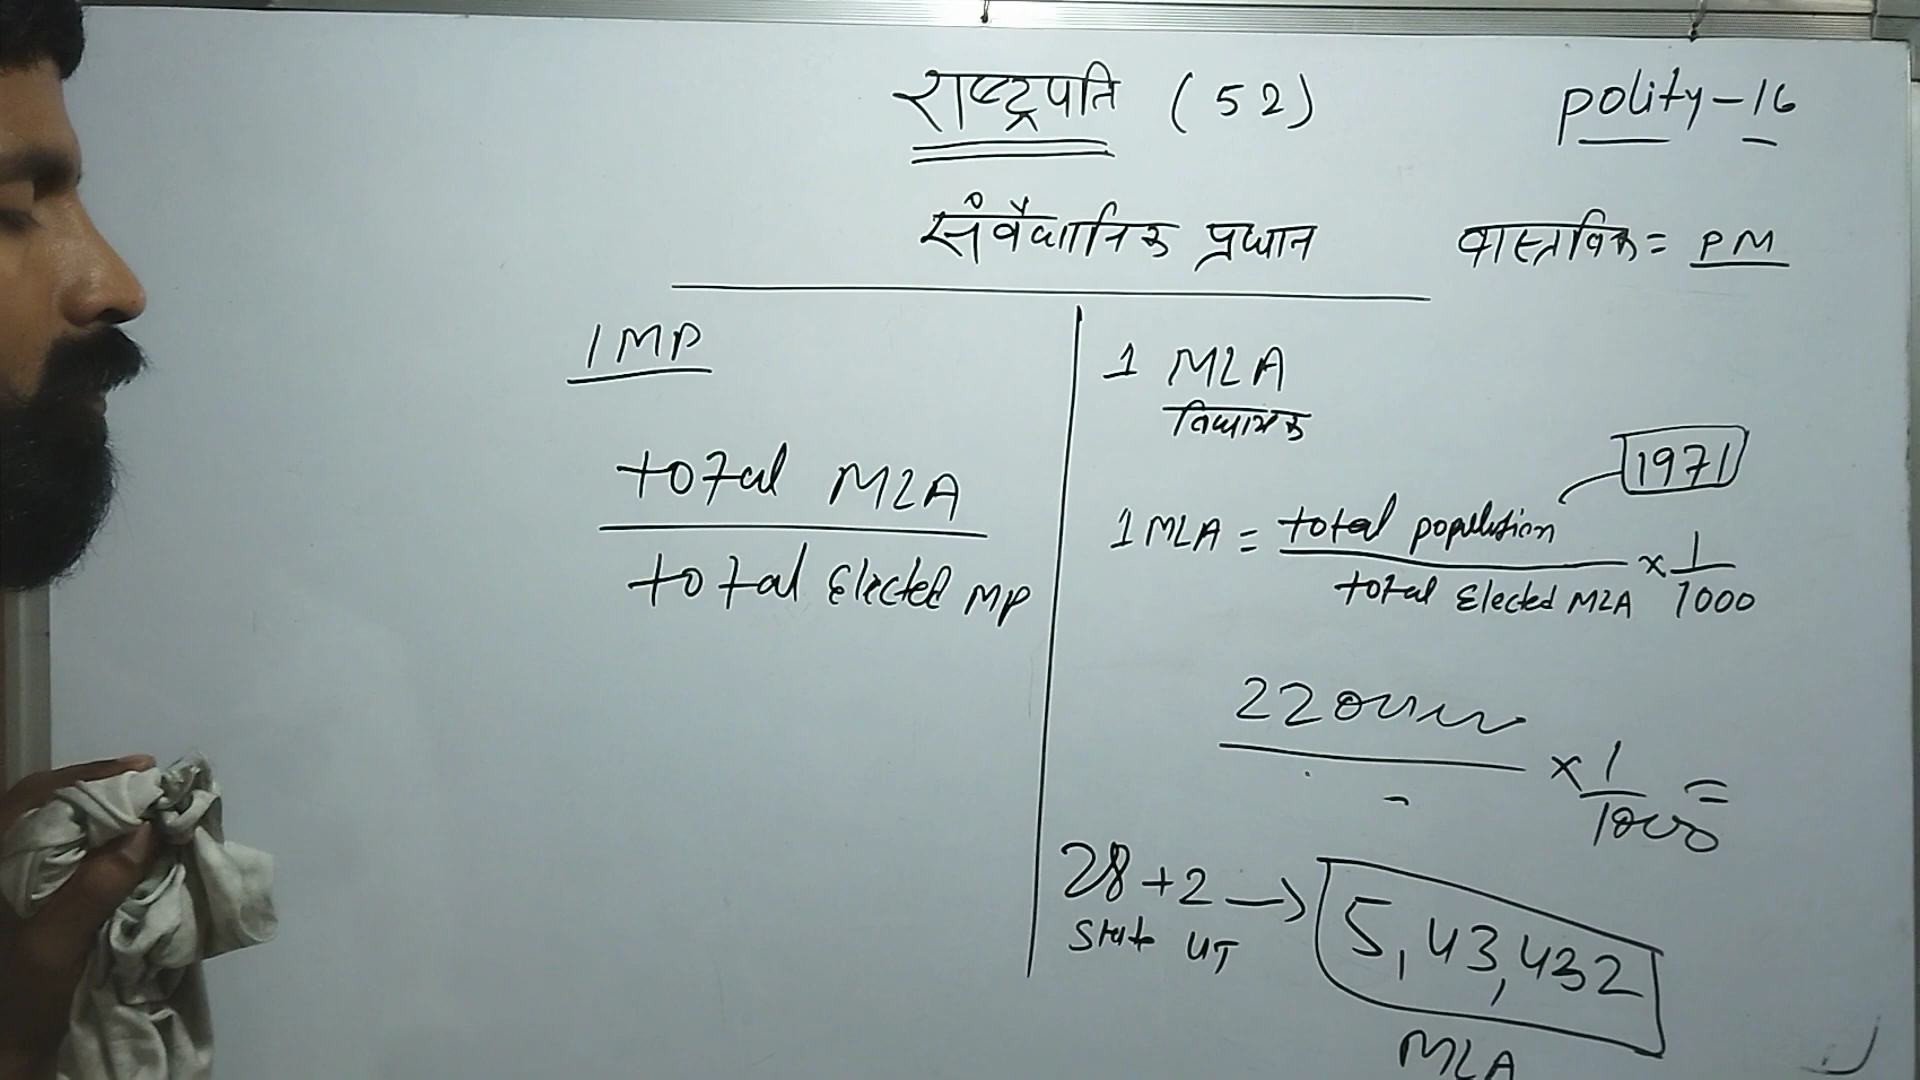 राष्ट्रपति (52)
polity-16
संवैधानिक प्रधान
वास्तविक = PM
1 MP
total MLA
total Elected MP
1 MLA
विधायक
1971
1 MLA = total population
total Elected MLA
× 1
1000
220
× 1
1000 =
28 + 2 → 5,43,432
State UT
MLA